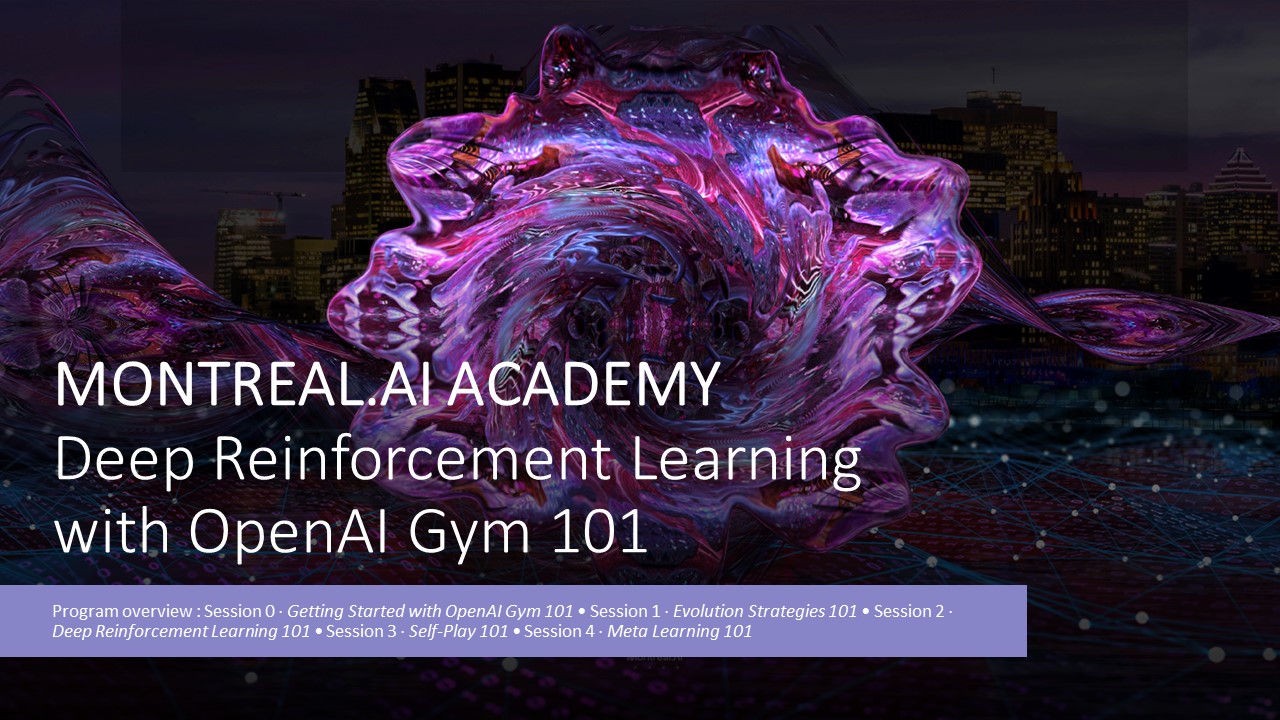 MONTREAL.AI ACADEMY
Deep Reinforcement Learning
with OpenAI Gym 101
Program overview : Session 0 · Getting Started with OpenAI Gym 101 • Session 1 · Evolution Strategies 101 • Session 2 ·
Deep Reinforcement Learning 101 • Session 3 · Self-Play 101 • Session 4 · Meta Learning 101